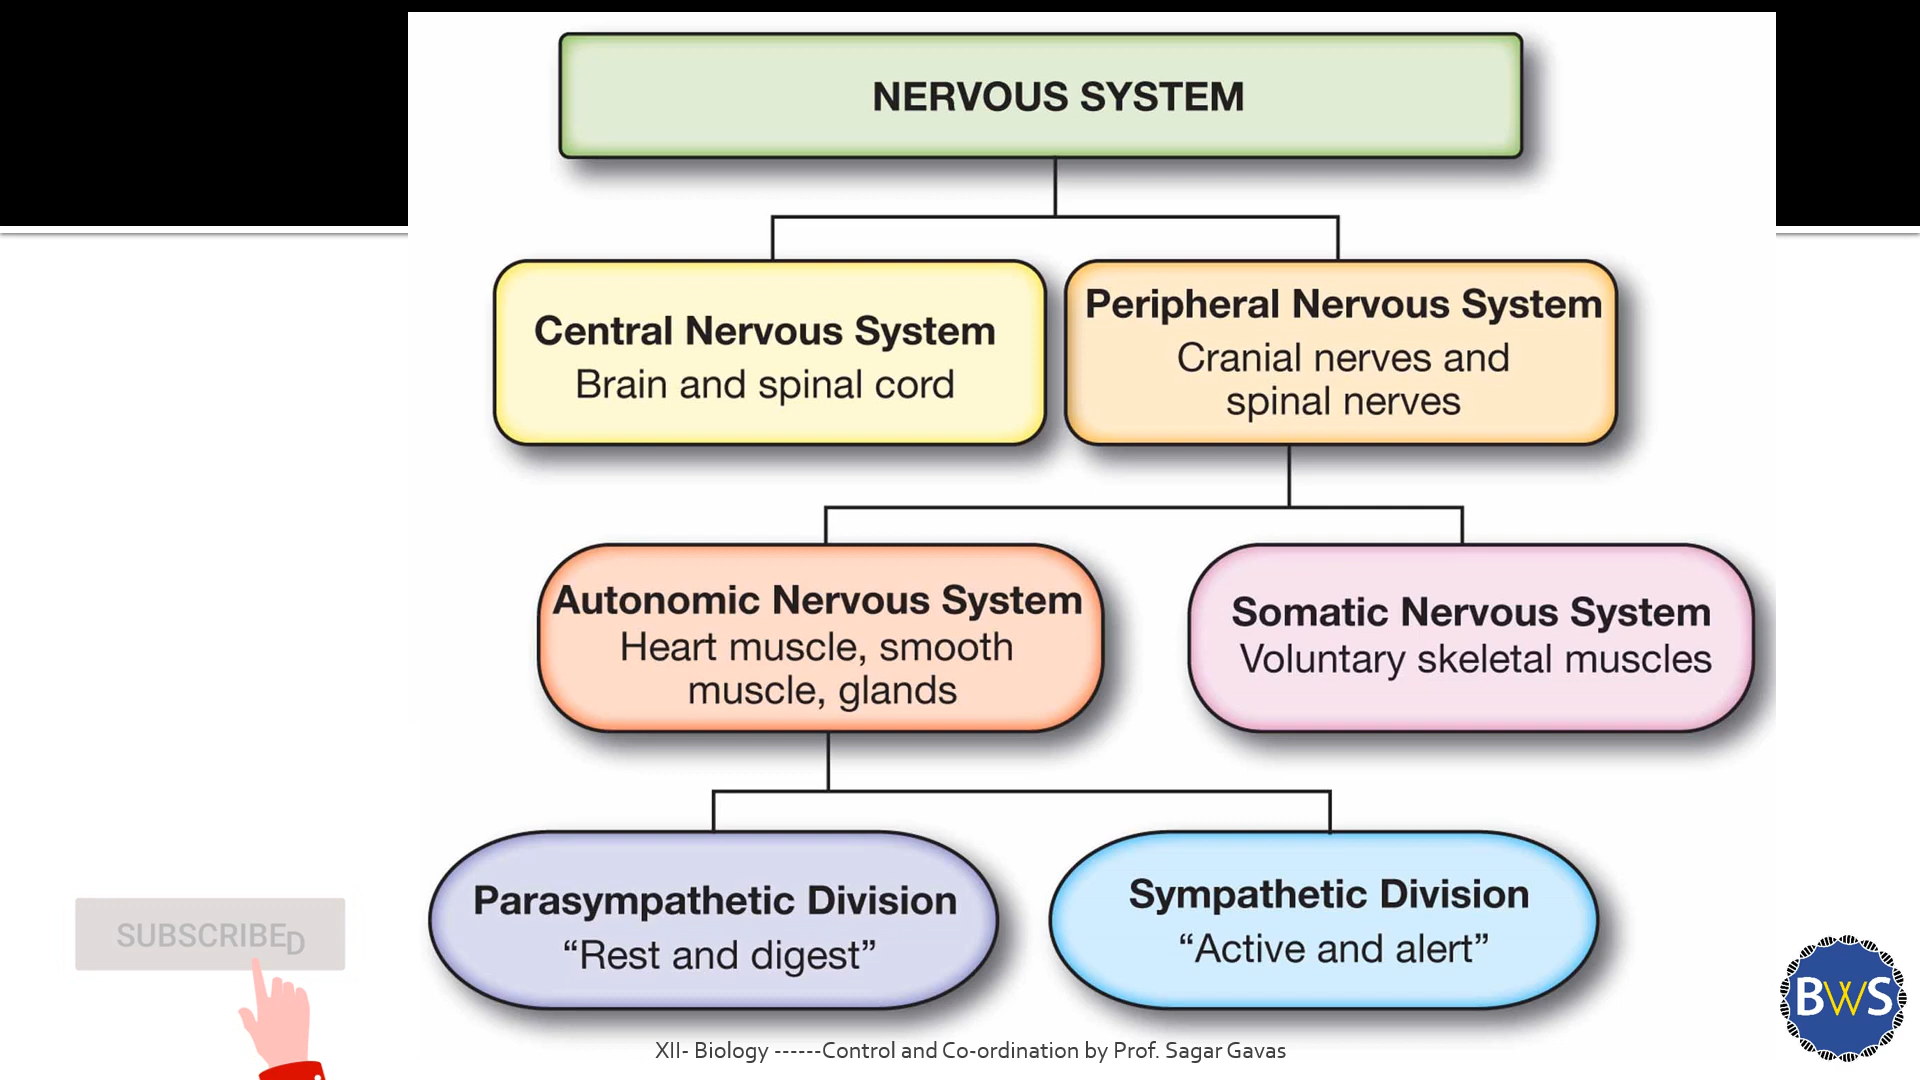 NERVOUS SYSTEM
Central Nervous System
Brain and spinal cord
Peripheral Nervous System
Cranial nerves and
spinal nerves
Autonomic Nervous System
Heart muscle, smooth
muscle, glands
Somatic Nervous System
Voluntary skeletal muscles
Parasympathetic Division
“Rest and digest”
Sympathetic Division
“Active and alert”
SUBSCRIBED
BWS
XII- Biology ------Control and Co-ordination by Prof. Sagar Gavas